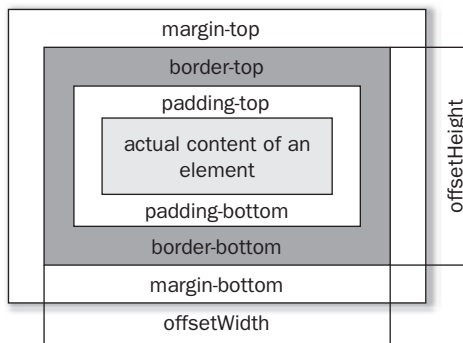 margin-top
border-top
padding-top
actual content of an
element
padding-bottom
border-bottom
margin-bottom
offsetWidth
offsetHeight